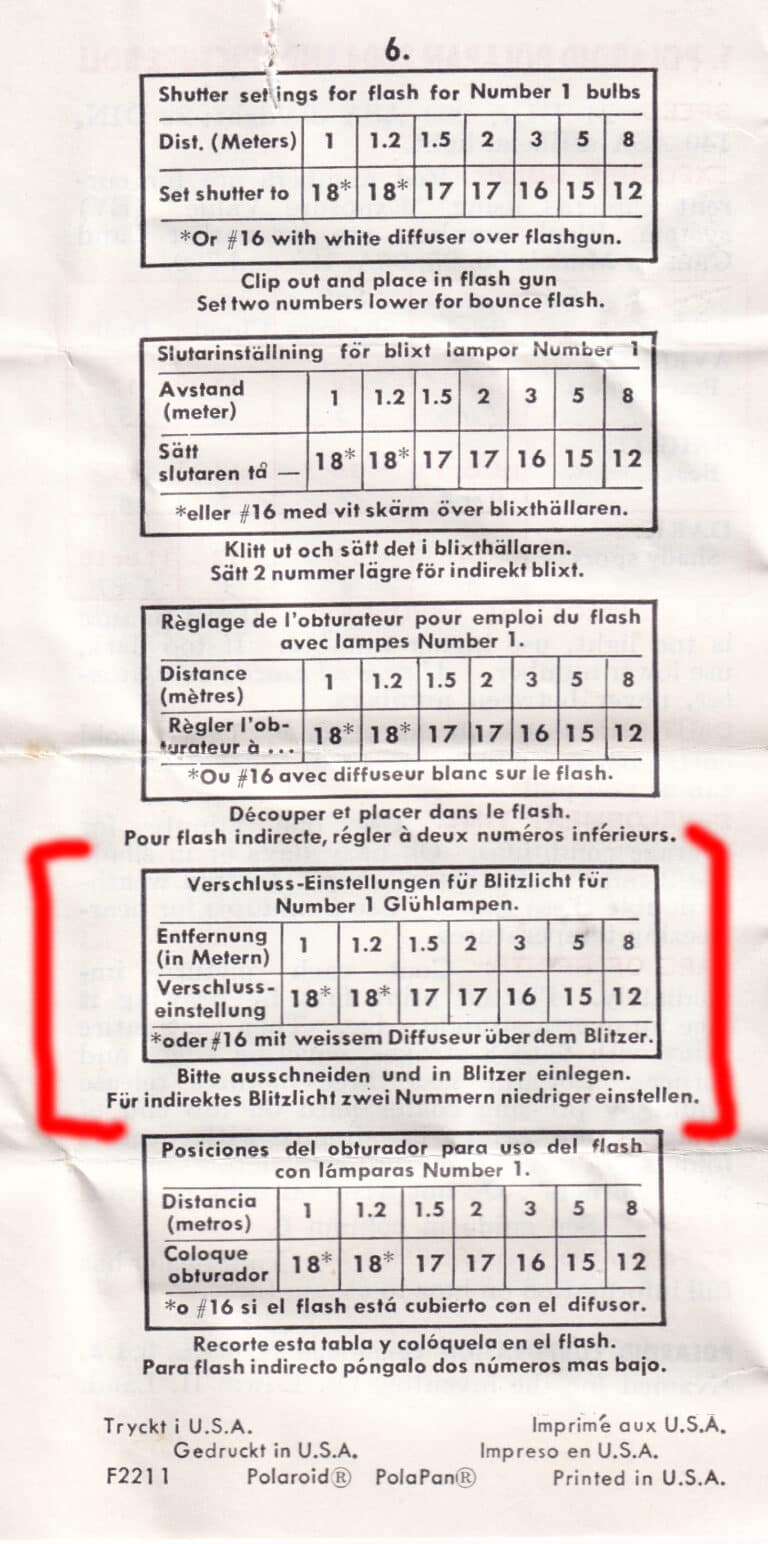 6.
Shutter settings for flash for Number 1 bulbs
Dist. (Meters) 1 1.2 1.5 2 3 5 8
Set shutter to 18* 18* 17 17 16 15 12
*Or #16 with white diffuser over flashgun.
Clip out and place in flash gun
Set two numbers lower for bounce flash.
Slutarinställning för blixt lampor Number 1
Avstand
(meter) 1 1.2 1.5 2 3 5 8
Sätt
slutaren tå — 18* 18* 17 17 16 15 12
*eller #16 med vit skärm över blixthällaren.
Klitt ut och sätt det i blixthällaren.
Sätt 2 nummer lägre för indirekt blixt.
Règlage de l'obturateur pour emploi du flash
avec lampes Number 1.
Distance
(mètres) 1 1.2 1.5 2 3 5 8
Règler l'ob-
turateur à ... 18* 18* 17 17 16 15 12
*Ou #16 avec diffuseur blanc sur le flash.
Découper et placer dans le flash.
Pour flash indirecte, régler à deux numéros inférieurs.
Verschluss-Einstellungen für Blitzlicht für
Number 1 Glühlampen.
Entfernung
(in Metern) 1 1.2 1.5 2 3 5 8
Verschluss-
einstellung 18* 18* 17 17 16 15 12
*oder #16 mit weissem Diffuseur über dem Blitzer.
Bitte ausschneiden und in Blitzer einlegen.
Für indirektes Blitzlicht zwei Nummern niedriger einstellen.
Posiciones del obturador para uso del flash
con lámparas Number 1.
Distancia
(metros) 1 1.2 1.5 2 3 5 8
Coloque
obturador 18* 18* 17 17 16 15 12
*o #16 si el flash está cubierto con el difusor.
Recorte esta tabla y colóquela en el flash.
Para flash indirecto póngalo dos números mas bajo.
Tryckt i U.S.A. Imprimé aux U.S.A.
Gedruckt in U.S.A. Impreso en U.S.A.
F2211 Polaroid® PolaPan® Printed in U.S.A.